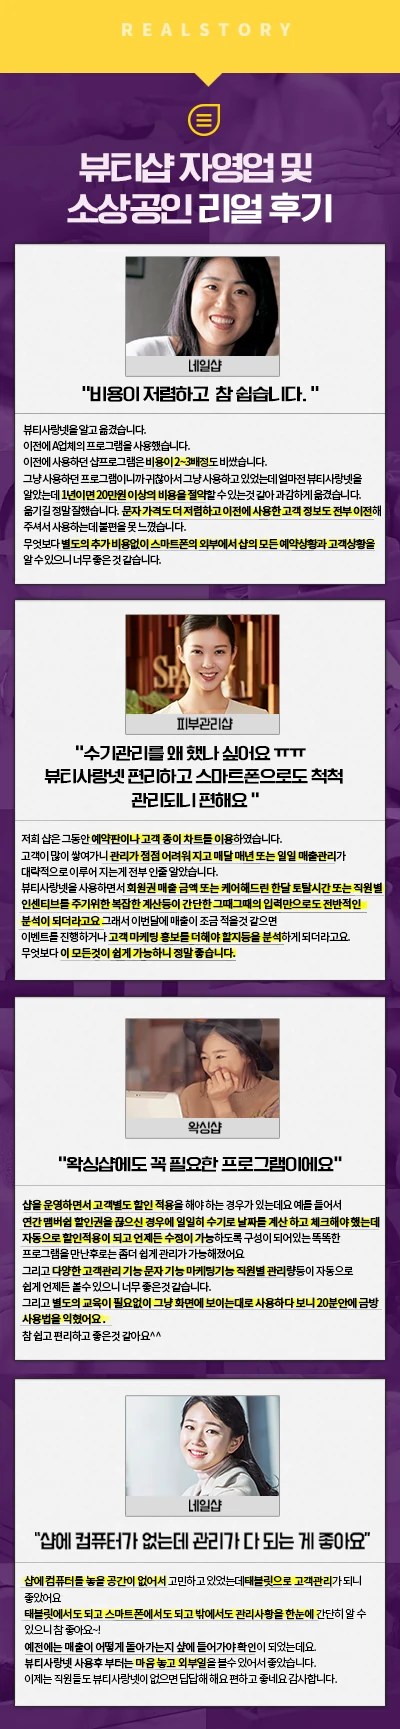 REALSTORY
뷰티샵 자영업 및
소상공인 리얼 후기
네일샵
"비용이 저렴하고 참 쉽습니다. "
뷰티사랑넷을 알고 옮겼습니다.
이전에 A업체의 프로그램을 사용했습니다.
이전에 사용하던 샵프로그램은 비용이 2~3배정도 비쌌습니다.
그냥 사용하던 프로그램이니까 귀찮아서 그냥 사용하고 있었는데 얼마전 뷰티사랑넷을
알았는데 1년이면 20만원 이상의 비용을 절약할 수 있는것 같아 과감하게 옮겼습니다.
옮기길 정말 잘했습니다. 문자 가격도 더 저렴하고 이전에 사용한 고객 정보도 전부 이전해
주셔서 사용하는데 불편을 못 느꼈습니다.
무엇보다 별도의 추가 비용없이 스마트폰의 외부에서 샵의 모든 예약상황과 고객상황을
알 수 있으니 너무 좋은 것 같습니다.
피부관리샵
"수기관리를 왜 했나 싶어요 ㅠㅠ
뷰티사랑넷 편리하고 스마트폰으로도 척척
관리되니 편해요 "
저희 샵은 그동안 예약판이나 고객 종이 차트를 이용하였습니다.
고객이 많이 쌓여가니 관리가 점점 어려워 지고 매달 매년 또는 일일 매출관리가
대략적으로 이루어 지는게 전부 인줄 알았습니다.
뷰티사랑넷을 사용하면서 회원권 매출 금액 또는 케어해드린 한달 토탈시간 또는 직원별
인센티브를 주기위한 복잡한 계산등이 간단한 그때그때의 입력만으로도 전반적인
분석이 되더라고요 그래서 이번달에 매출이 조금 적을것 같으면
이벤트를 진행하거나 고객 마케팅 홍보를 더해야 할지등을 분석하게 되더라고요.
무엇보다 이 모든것이 쉽게 가능하니 정말 좋습니다.
왁싱샵
"왁싱샵에도 꼭 필요한 프로그램이에요"
샵을 운영하면서 고객별도 할인 적용을 해야 하는 경우가 있는데요 예를 들어서
연간 멤버쉽 할인권을 끊으신 경우에 일일히 수기로 날짜를 계산 하고 체크해야 했는데
자동으로 할인적용이 되고 언제든 수정이 가능하도록 구성이 되어있는 똑똑한
프로그램을 만난후로는 좀더 쉽게 관리가 가능해졌어요
그리고 다양한 고객관리 기능 문자 기능 마케팅기능 직원별 관리량등이 자동으로
쉽게 언제든 볼수 있으니 너무 좋은것 같습니다.
그리고 별도의 교육이 필요없이 그냥 화면에 보이는대로 사용하다 보니 20분안에 금방
사용법을 익혔어요 .
참 쉽고 편리하고 좋은것 같아요^^
네일샵
"샵에 컴퓨터가 없는데 관리가 다 되는 게 좋아요"
샵에 컴퓨터를 놓을 공간이 없어서 고민하고 있었는데태블릿으로 고객관리가 되니
좋았어요
태블릿에서도 되고 스마트폰에서도 되고 밖에서도 관리사항을 한눈에 간단히 알 수
있으니 참 좋아요~!
예전에는 매출이 어떻게 돌아가는지 샾에 들어가야 확인이 되었는데요.
뷰티사랑넷 사용후 부터는 마음 놓고 외부일을 볼수 있어서 좋았습니다.
이제는 직원들도 뷰티사랑넷이 없으면 답답해 해요 편하고 좋네요 감사합니다.